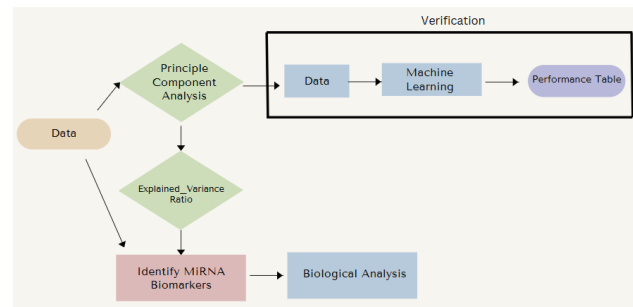 Verification
Principle
Component
Analysis
Data
Machine
Learning
Performance Table
Data
Explained_Variance
Ratio
Identify MiRNA
Biomarkers
Biological Analysis